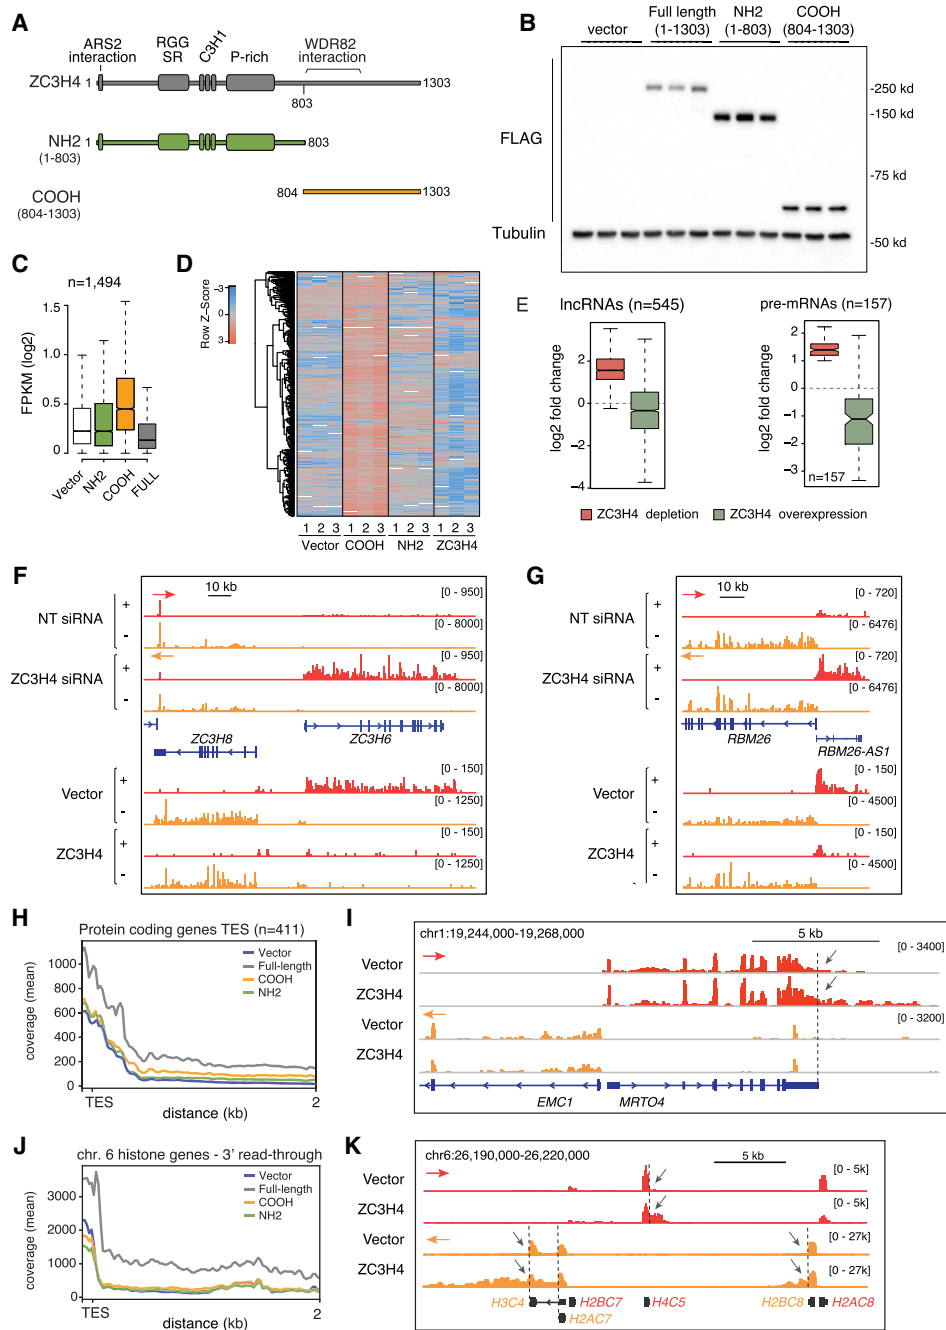 A
ARS2
interaction
RGG
SR
C3H1
P-rich
WDR82
interaction
ZC3H4 1
1303
803
NH2 1
(1-803)
803
COOH
(804-1303)
804
1303
B
vector
Full length
(1-1303)
NH2
(1-803)
COOH
(804-1303)
FLAG
Tubulin
-250 kd
-150 kd
-75 kd
-50 kd
C
n=1,494
FPKM (log2)
1.5
1.0
0.5
0
Vector
NH2
COOH
FULL
D
Row Z-Score
-3
0
3
1 2 3 1 2 3 1 2 3 1 2 3
Vector COOH NH2 ZC3H4
E
lncRNAs (n=545)
log2 fold change
4
2
0
-2
-4
pre-mRNAs (n=157)
log2 fold change
2
1
0
-1
-2
-3
n=157
ZC3H4 depletion
ZC3H4 overexpression
F
10 kb
NT siRNA
+
[0 - 950]
-
[0 - 8000]
ZC3H4 siRNA
+
[0 - 950]
-
[0 - 8000]
ZC3H8
ZC3H6
Vector
+
[0 - 150]
-
[0 - 1250]
ZC3H4
+
[0 - 150]
-
[0 - 1250]
G
10 kb
NT siRNA
+
[0 - 720]
-
[0 - 6476]
ZC3H4 siRNA
+
[0 - 720]
-
[0 - 6476]
RBM26
RBM26-AS1
Vector
+
[0 - 150]
-
[0 - 4500]
ZC3H4
+
[0 - 150]
-
[0 - 4500]
H
Protein coding genes TES (n=411)
coverage (mean)
1000
800
600
400
200
0
Vector
Full-length
COOH
NH2
TES
distance (kb)
2
I
chr1:19,244,000-19,268,000
5 kb
Vector
[0 - 3400]
ZC3H4
Vector
[0 - 3200]
ZC3H4
EMC1
MRTO4
J
chr. 6 histone genes - 3' read-through
coverage (mean)
3000
2000
1000
0
Vector
Full-length
COOH
NH2
TES
distance (kb)
2
K
chr6:26,190,000-26,220,000
5 kb
Vector
[0 - 5k]
ZC3H4
[0 - 5k]
Vector
[0 - 27k]
ZC3H4
[0 - 27k]
H3C4
H2BC7
H4C5
H2BC8
H2AC8
H2AC7